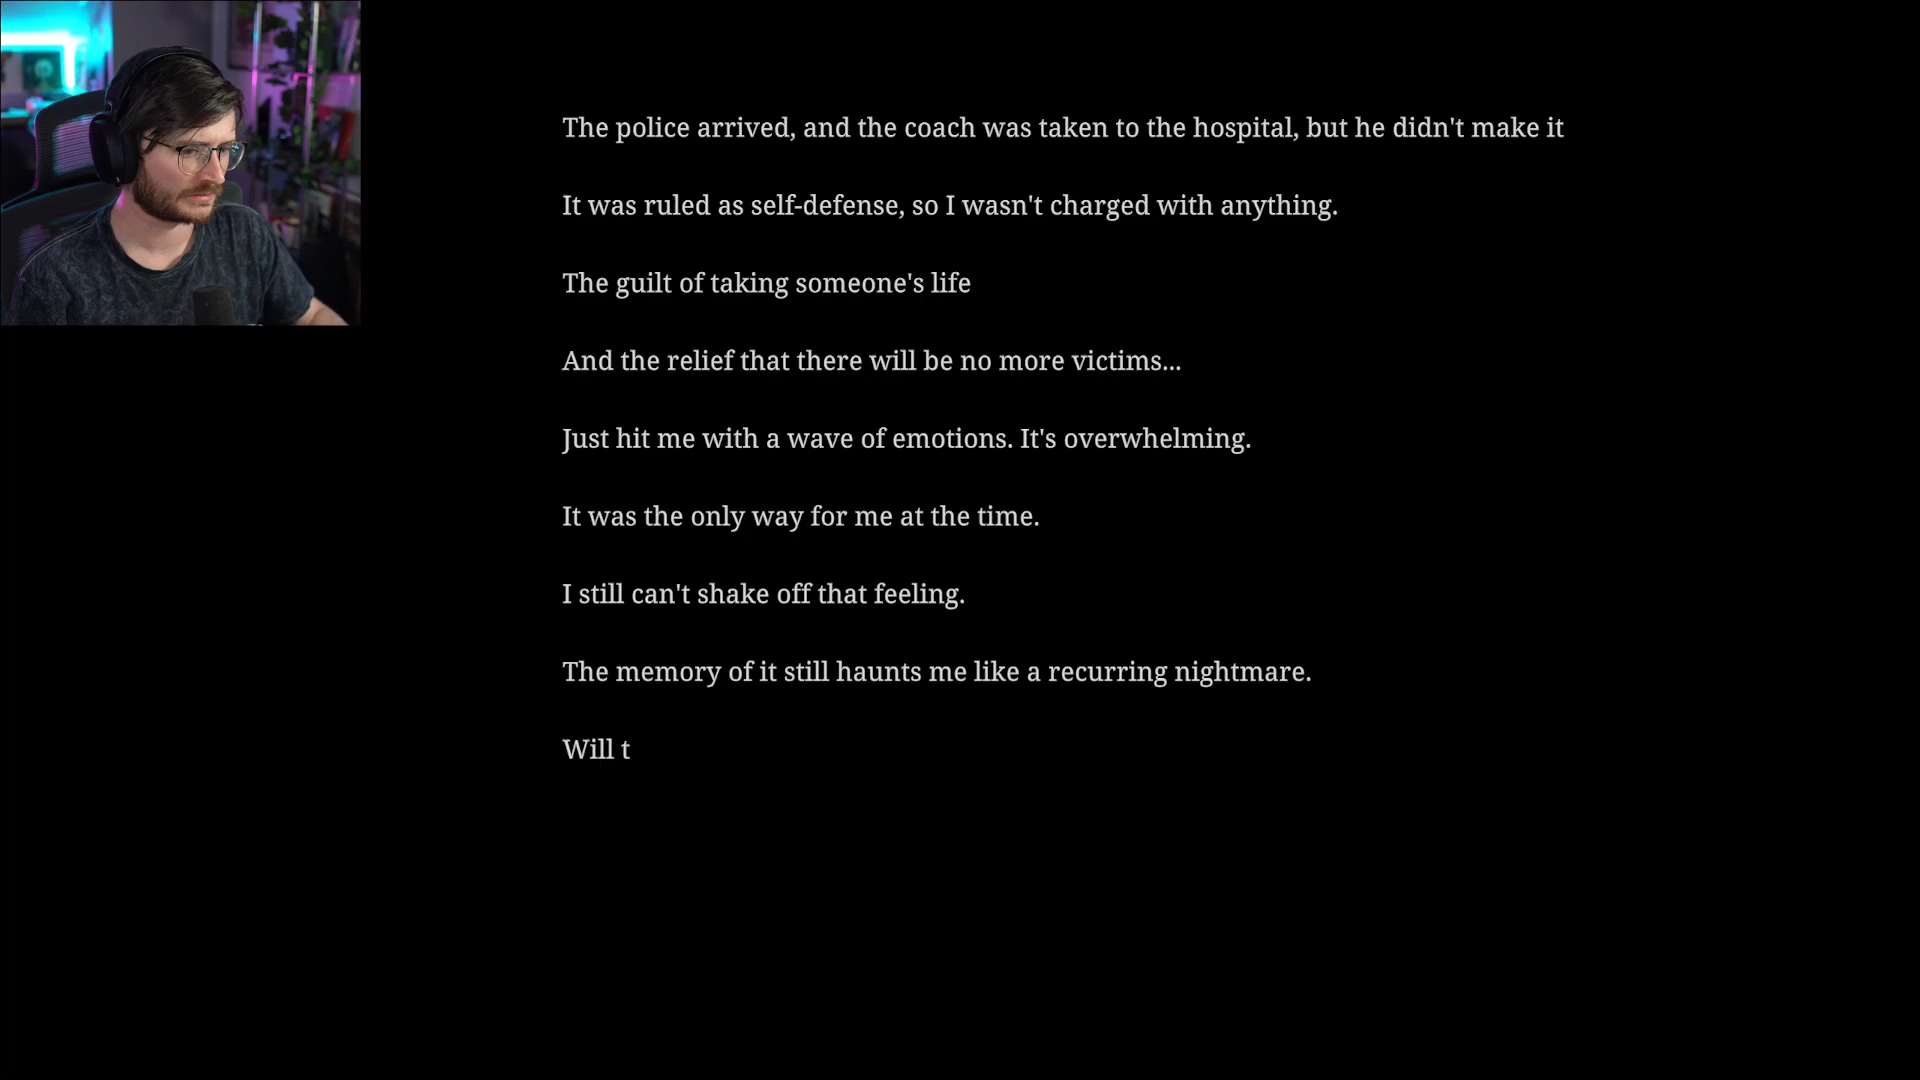 The police arrived, and the coach was taken to the hospital, but he didn't make it
It was ruled as self-defense, so I wasn't charged with anything.
The guilt of taking someone's life
And the relief that there will be no more victims...
Just hit me with a wave of emotions. It's overwhelming.
It was the only way for me at the time.
I still can't shake off that feeling.
The memory of it still haunts me like a recurring nightmare.
Will t